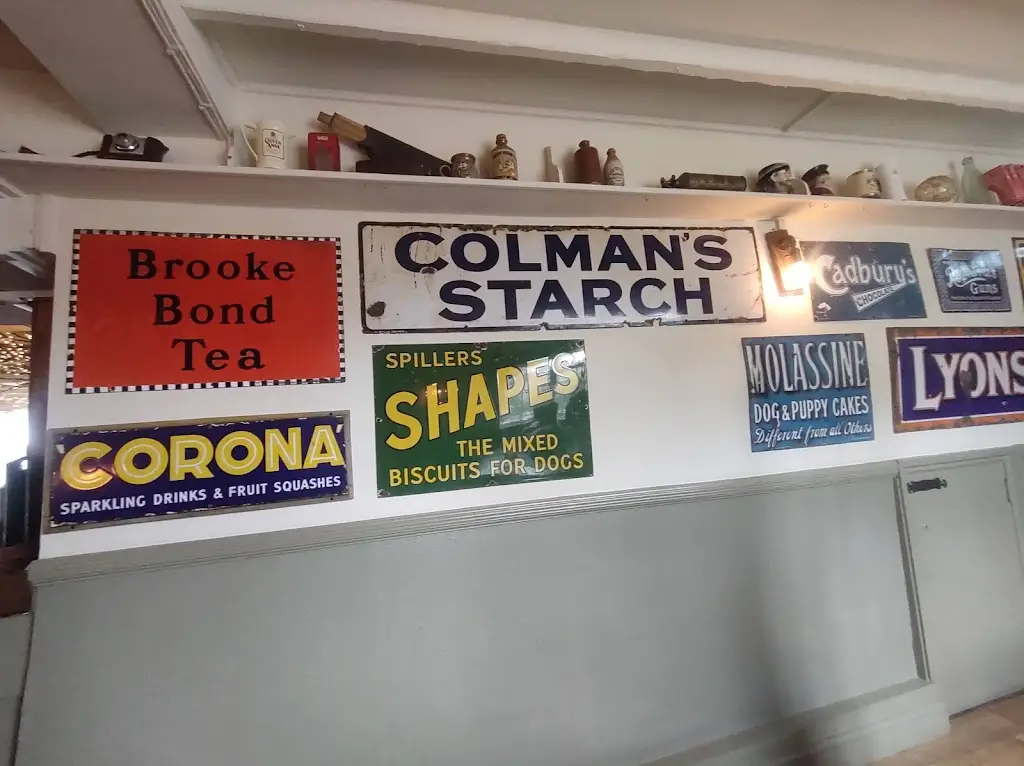 Brooke
Bond
Tea
COLMAN'S
STARCH
Cadbury's
CHOCOLATE
Gums
'CORONA'
SPARKLING DRINKS & FRUIT SQUASHES
SPILLERS
SHAPES
THE MIXED
BISCUITS FOR DOGS
MOLASSINE
DOG & PUPPY CAKES
Different from all Others
LYONS